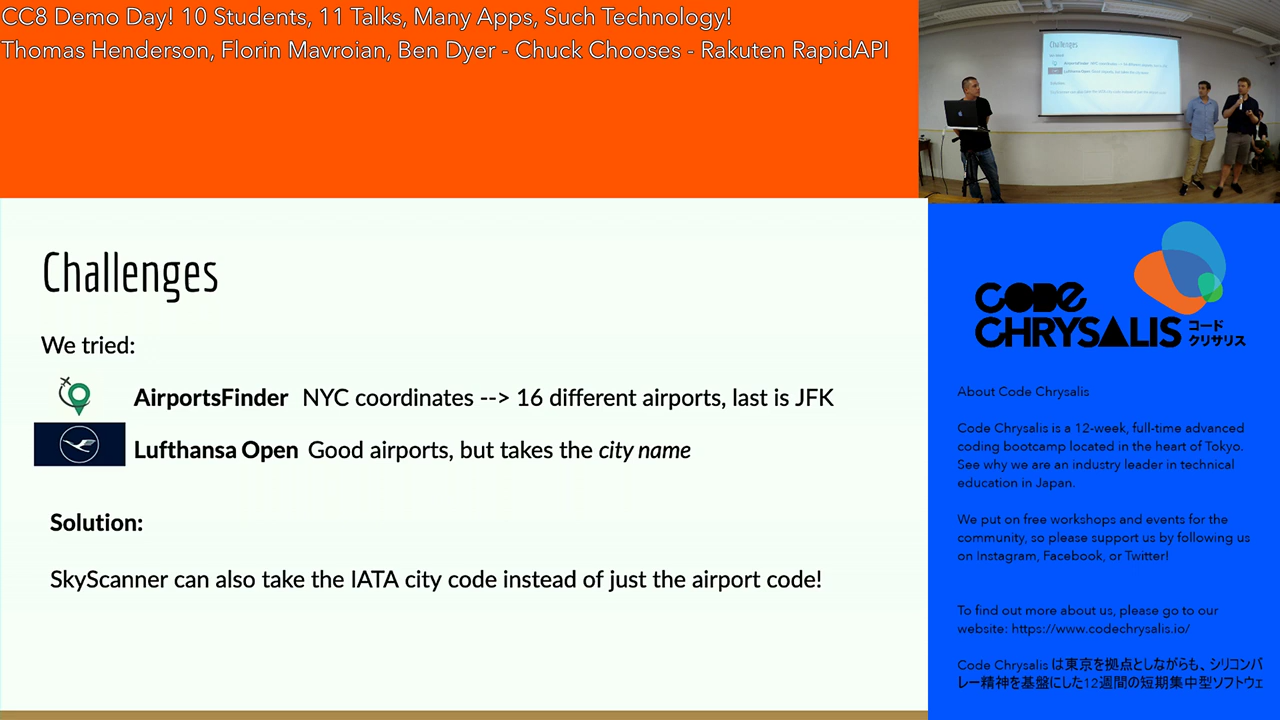 CC8 Demo Day! 10 Students, 11 Talks, Many Apps, Such Technology!
Thomas Henderson, Florin Mavroian, Ben Dyer - Chuck Chooses - Rakuten RapidAPI
Challenges
Challenges
We tried:
AirportsFinder NYC coordinates --> 16 different airports, last is JFK
Lufthansa Open Good airports, but takes the city name
Solution:
SkyScanner can also take the IATA city code instead of just the airport code!
CODE
CHRYSALIS
コード
クリサリス
About Code Chrysalis
Code Chrysalis is a 12-week, full-time advanced
coding bootcamp located in the heart of Tokyo.
See why we are an industry leader in technical
education in Japan.
We put on free workshops and events for the
community, so please support us by following us
on Instagram, Facebook, or Twitter!
To find out more about us, please go to our
website: https://www.codechrysalis.io/
Code Chrysalis は東京を拠点としながらも、シリコンバ
レー精神を基盤にした12週間の短期集中型ソフトウェ